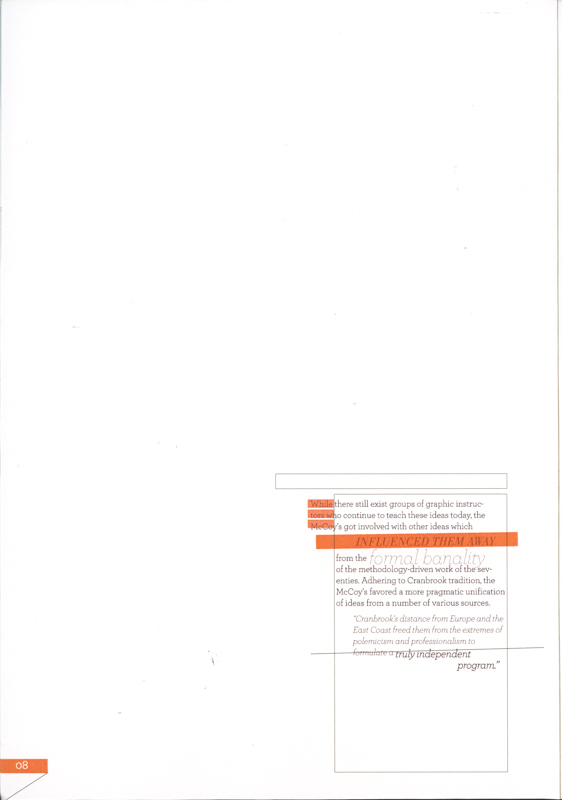 While there still exist groups of graphic instruc-
tors who continue to teach these ideas today, the
McCoy's got involved with other ideas which
INFLUENCED THEM AWAY
from the formal banality
of the methodology-driven work of the sev-
enties. Adhering to Cranbrook tradition, the
McCoy's favored a more pragmatic unification
of ideas from a number of various sources.
"Cranbrook's distance from Europe and the
East Coast freed them from the extremes of
polemicism and professionalism to
formulate a truly independent
program."
08